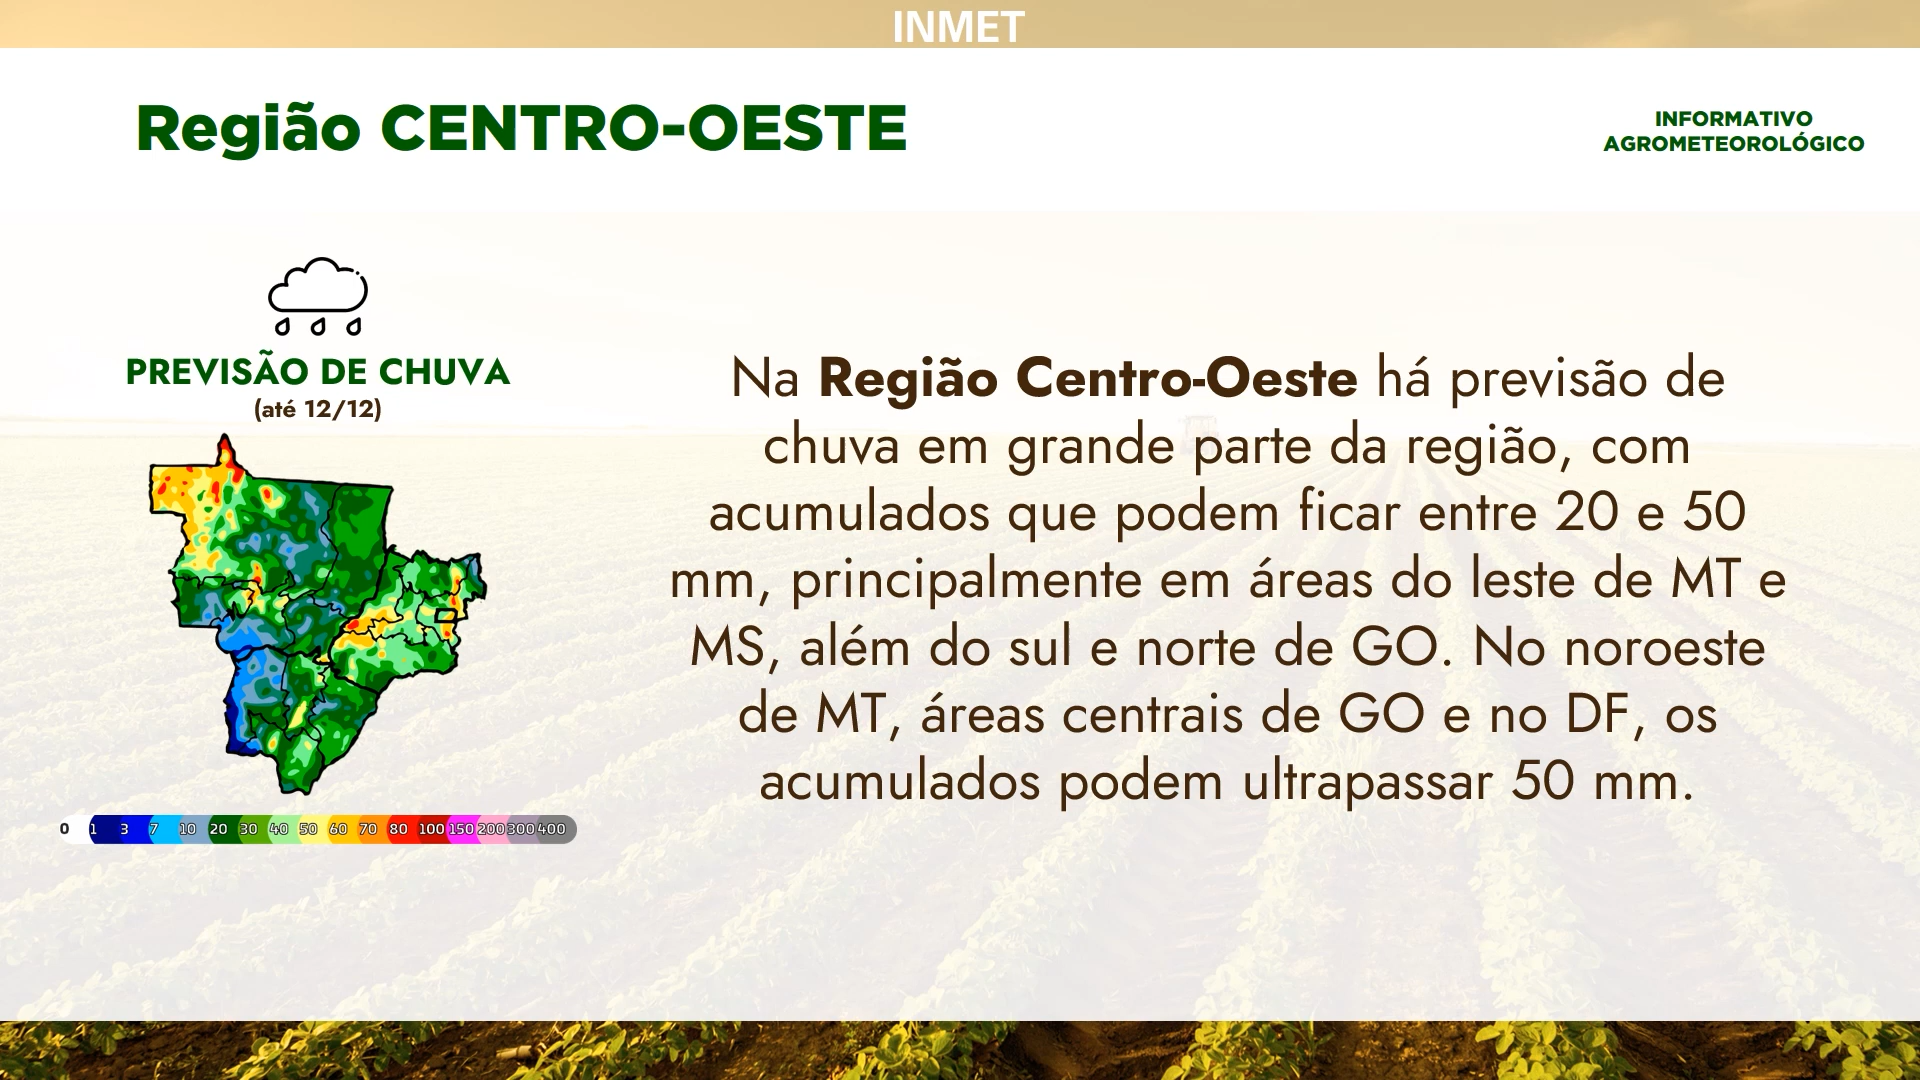 INMET
Região CENTRO-OESTE
INFORMATIVO
AGROMETEOROLÓGICO
PREVISÃO DE CHUVA
(até 12/12)
0 1 3 7 10 20 30 40 50 60 70 80 100 150 200 300 400
Na Região Centro-Oeste há previsão de
chuva em grande parte da região, com
acumulados que podem ficar entre 20 e 50
mm, principalmente em áreas do leste de MT e
MS, além do sul e norte de GO. No noroeste
de MT, áreas centrais de GO e no DF, os
acumulados podem ultrapassar 50 mm.